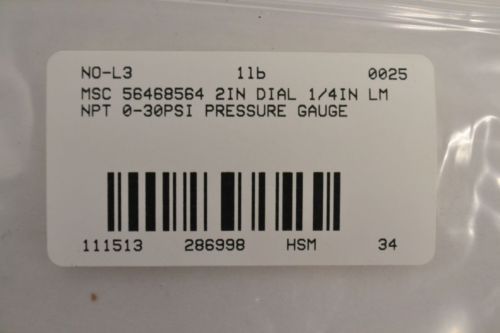 NO-L3 1lb 0025
MSC 56468564 2IN DIAL 1/4IN LM
NPT 0-30PSI PRESSURE GAUGE
111513 286998 HSM 34